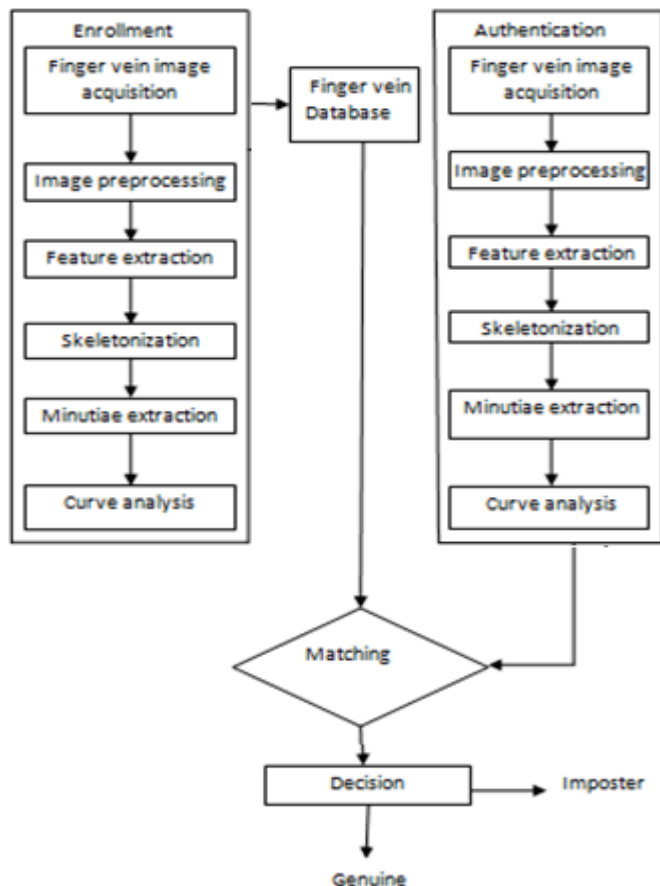 Enrollment
Finger vein image
acquisition
Image preprocessing
Feature extraction
Skeletonization
Minutiae extraction
Curve analysis
Finger vein
Database
Authentication
Finger vein image
acquisition
Image preprocessing
Feature extraction
Skeletonization
Minutiae extraction
Curve analysis
Matching
Decision
Imposter
Genuine